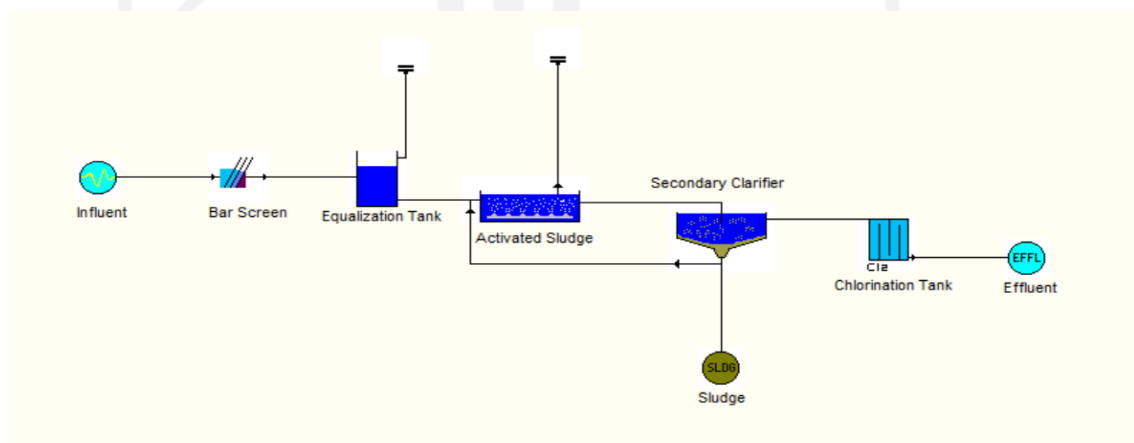 Secondary Clarifier
Influent
Bar Screen
Equalization Tank
Activated Sludge
Cl2
EFFL
Chlorination Tank
Effluent
SLDG
Sludge